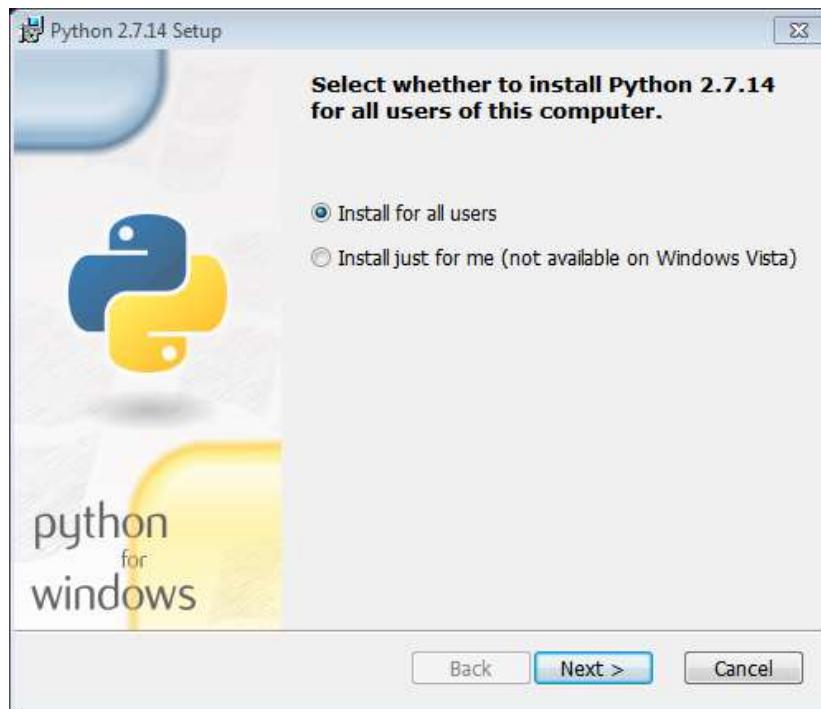 Python 2.7.14 Setup
Select whether to install Python 2.7.14
for all users of this computer.
Install for all users
Install just for me (not available on Windows Vista)
python
for
windows
Back
Next >
Cancel